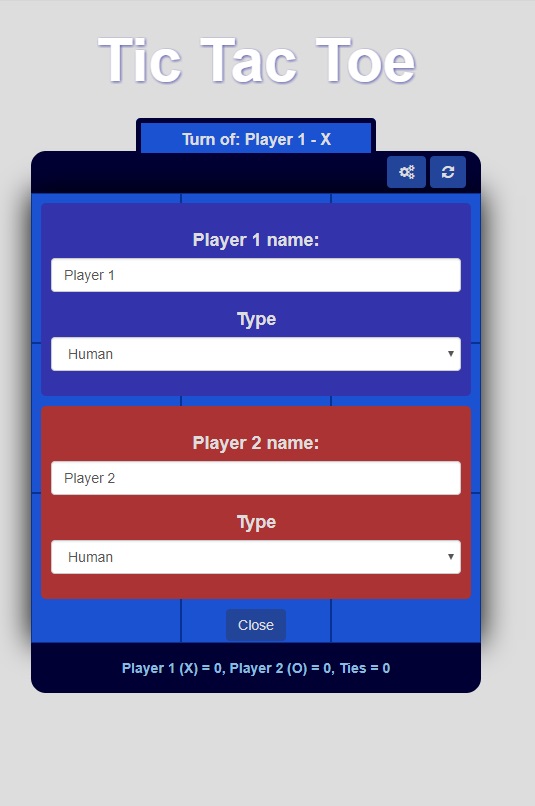 Tic Tac Toe
Turn of: Player 1 - X
Player 1 name:
Player 1
Type
Human
Player 2 name:
Player 2
Type
Human
Close
Player 1 (X) = 0, Player 2 (O) = 0, Ties = 0